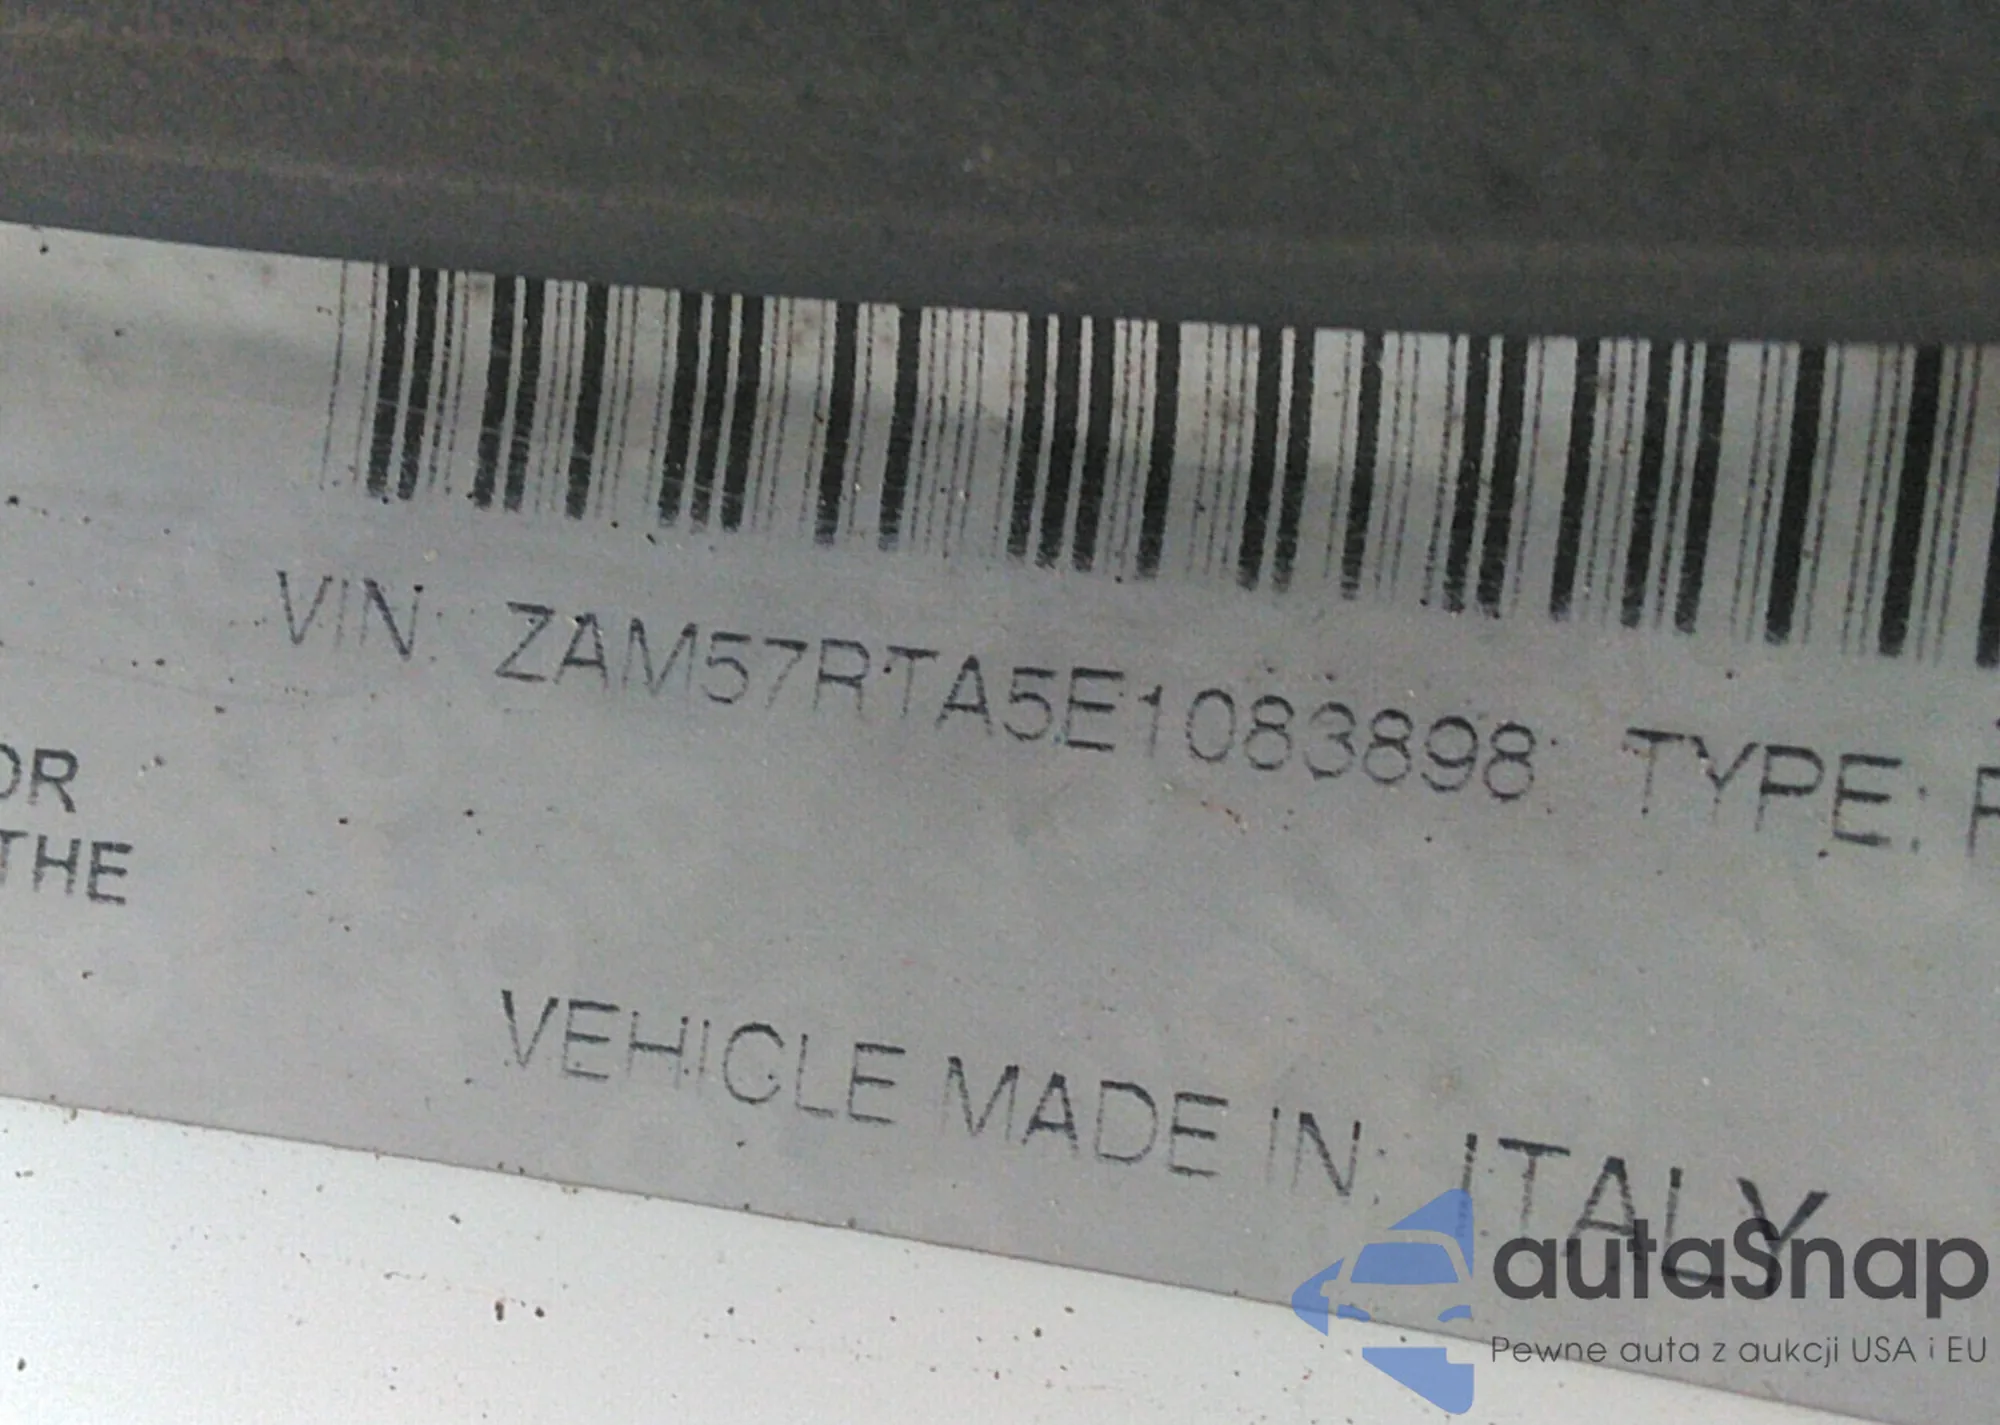 VIN: ZAM57RTA5E1083898 TYPE:
OR
THE
VEHICLE MADE IN: ITALY
autaSnap
Pewne auta z aukcji USA i EU